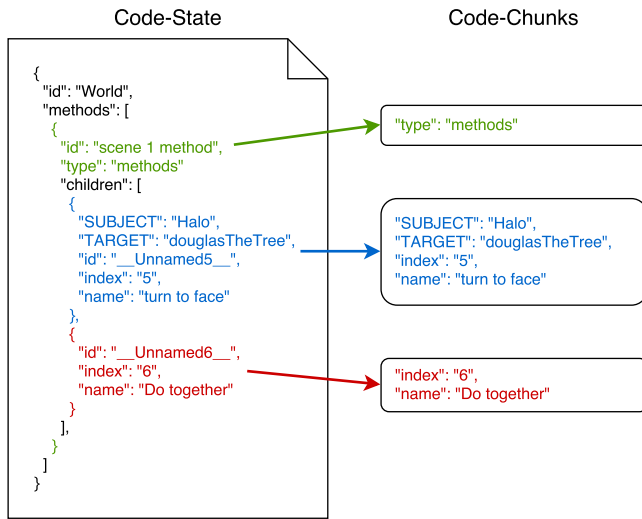 Code-State
Code-Chunks
{
"id": "World",
"methods": [
{
"id": "scene 1 method",
"type": "methods"
"children": [
{
"SUBJECT": "Halo",
"TARGET": "douglasTheTree",
"id": "__Unnamed5__",
"index": "5",
"name": "turn to face"
},
{
"id": "__Unnamed6__",
"index": "6",
"name": "Do together"
}
],
}
]
}
"type": "methods"
"SUBJECT": "Halo",
"TARGET": "douglasTheTree",
"index": "5",
"name": "turn to face"
"index": "6",
"name": "Do together"